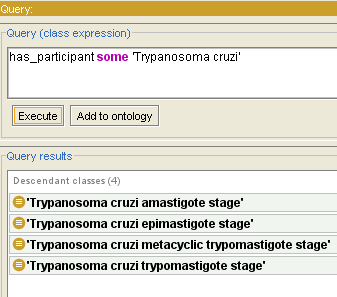 Query:
Query (class expression)
has_participant some 'Trypanosoma cruzi'
Execute
Add to ontology
Query results
Descendant classes (4)
'Trypanosoma cruzi amastigote stage'
'Trypanosoma cruzi epimastigote stage'
'Trypanosoma cruzi metacyclic trypomastigote stage'
'Trypanosoma cruzi trypomastigote stage'